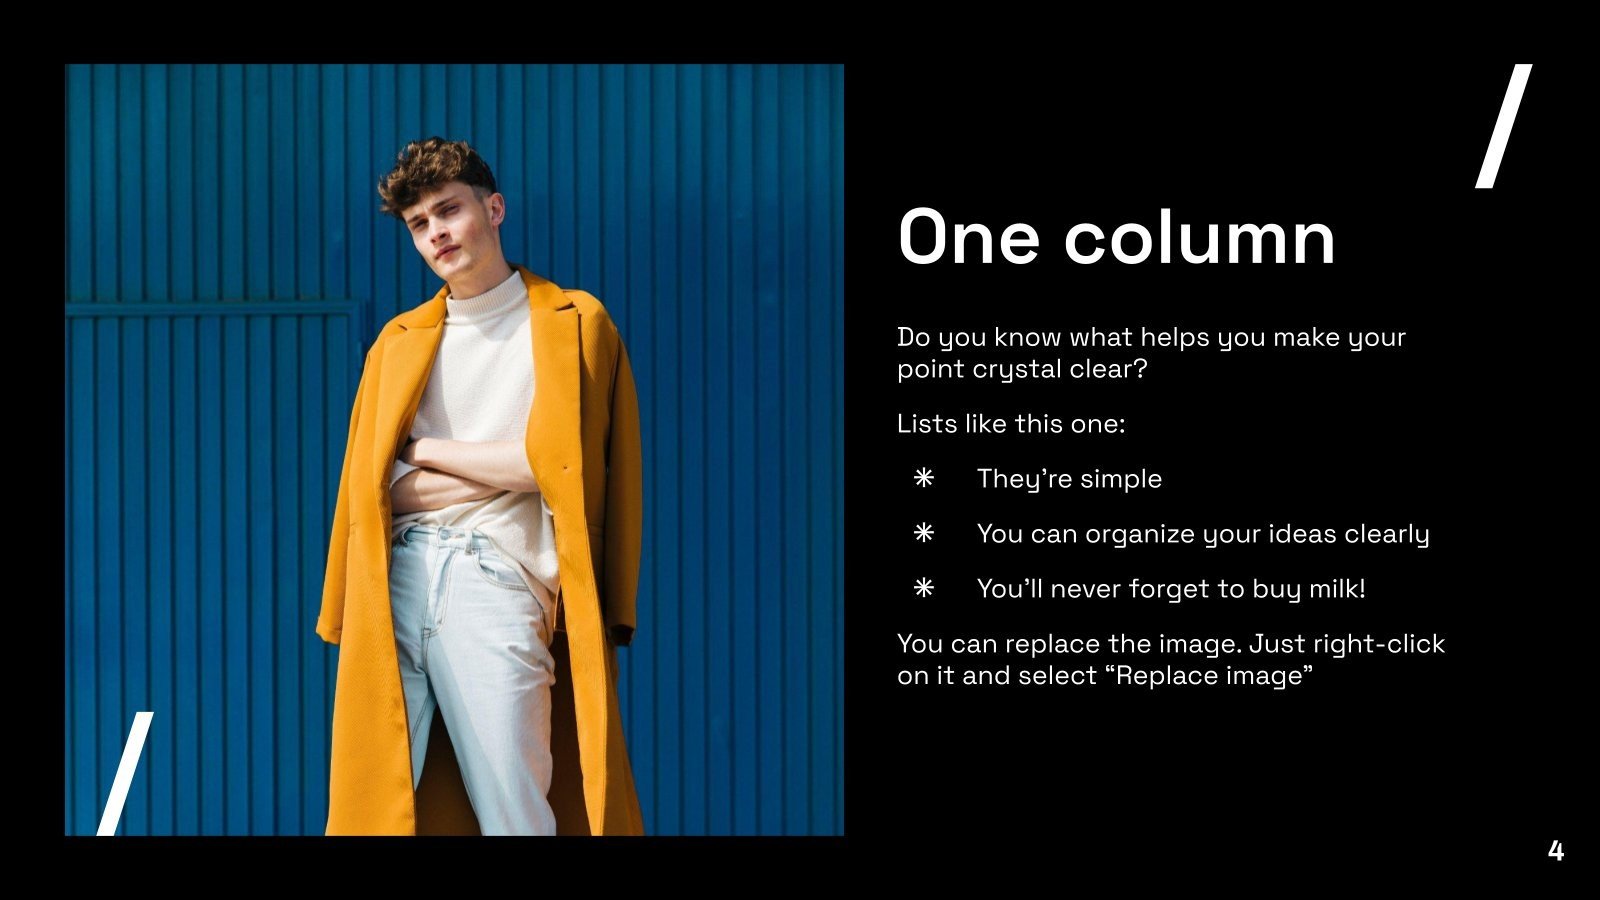 One column
Do you know what helps you make your
point crystal clear?
Lists like this one:
✳ They’re simple
✳ You can organize your ideas clearly
✳ You’ll never forget to buy milk!
You can replace the image. Just right-click
on it and select “Replace image”
4